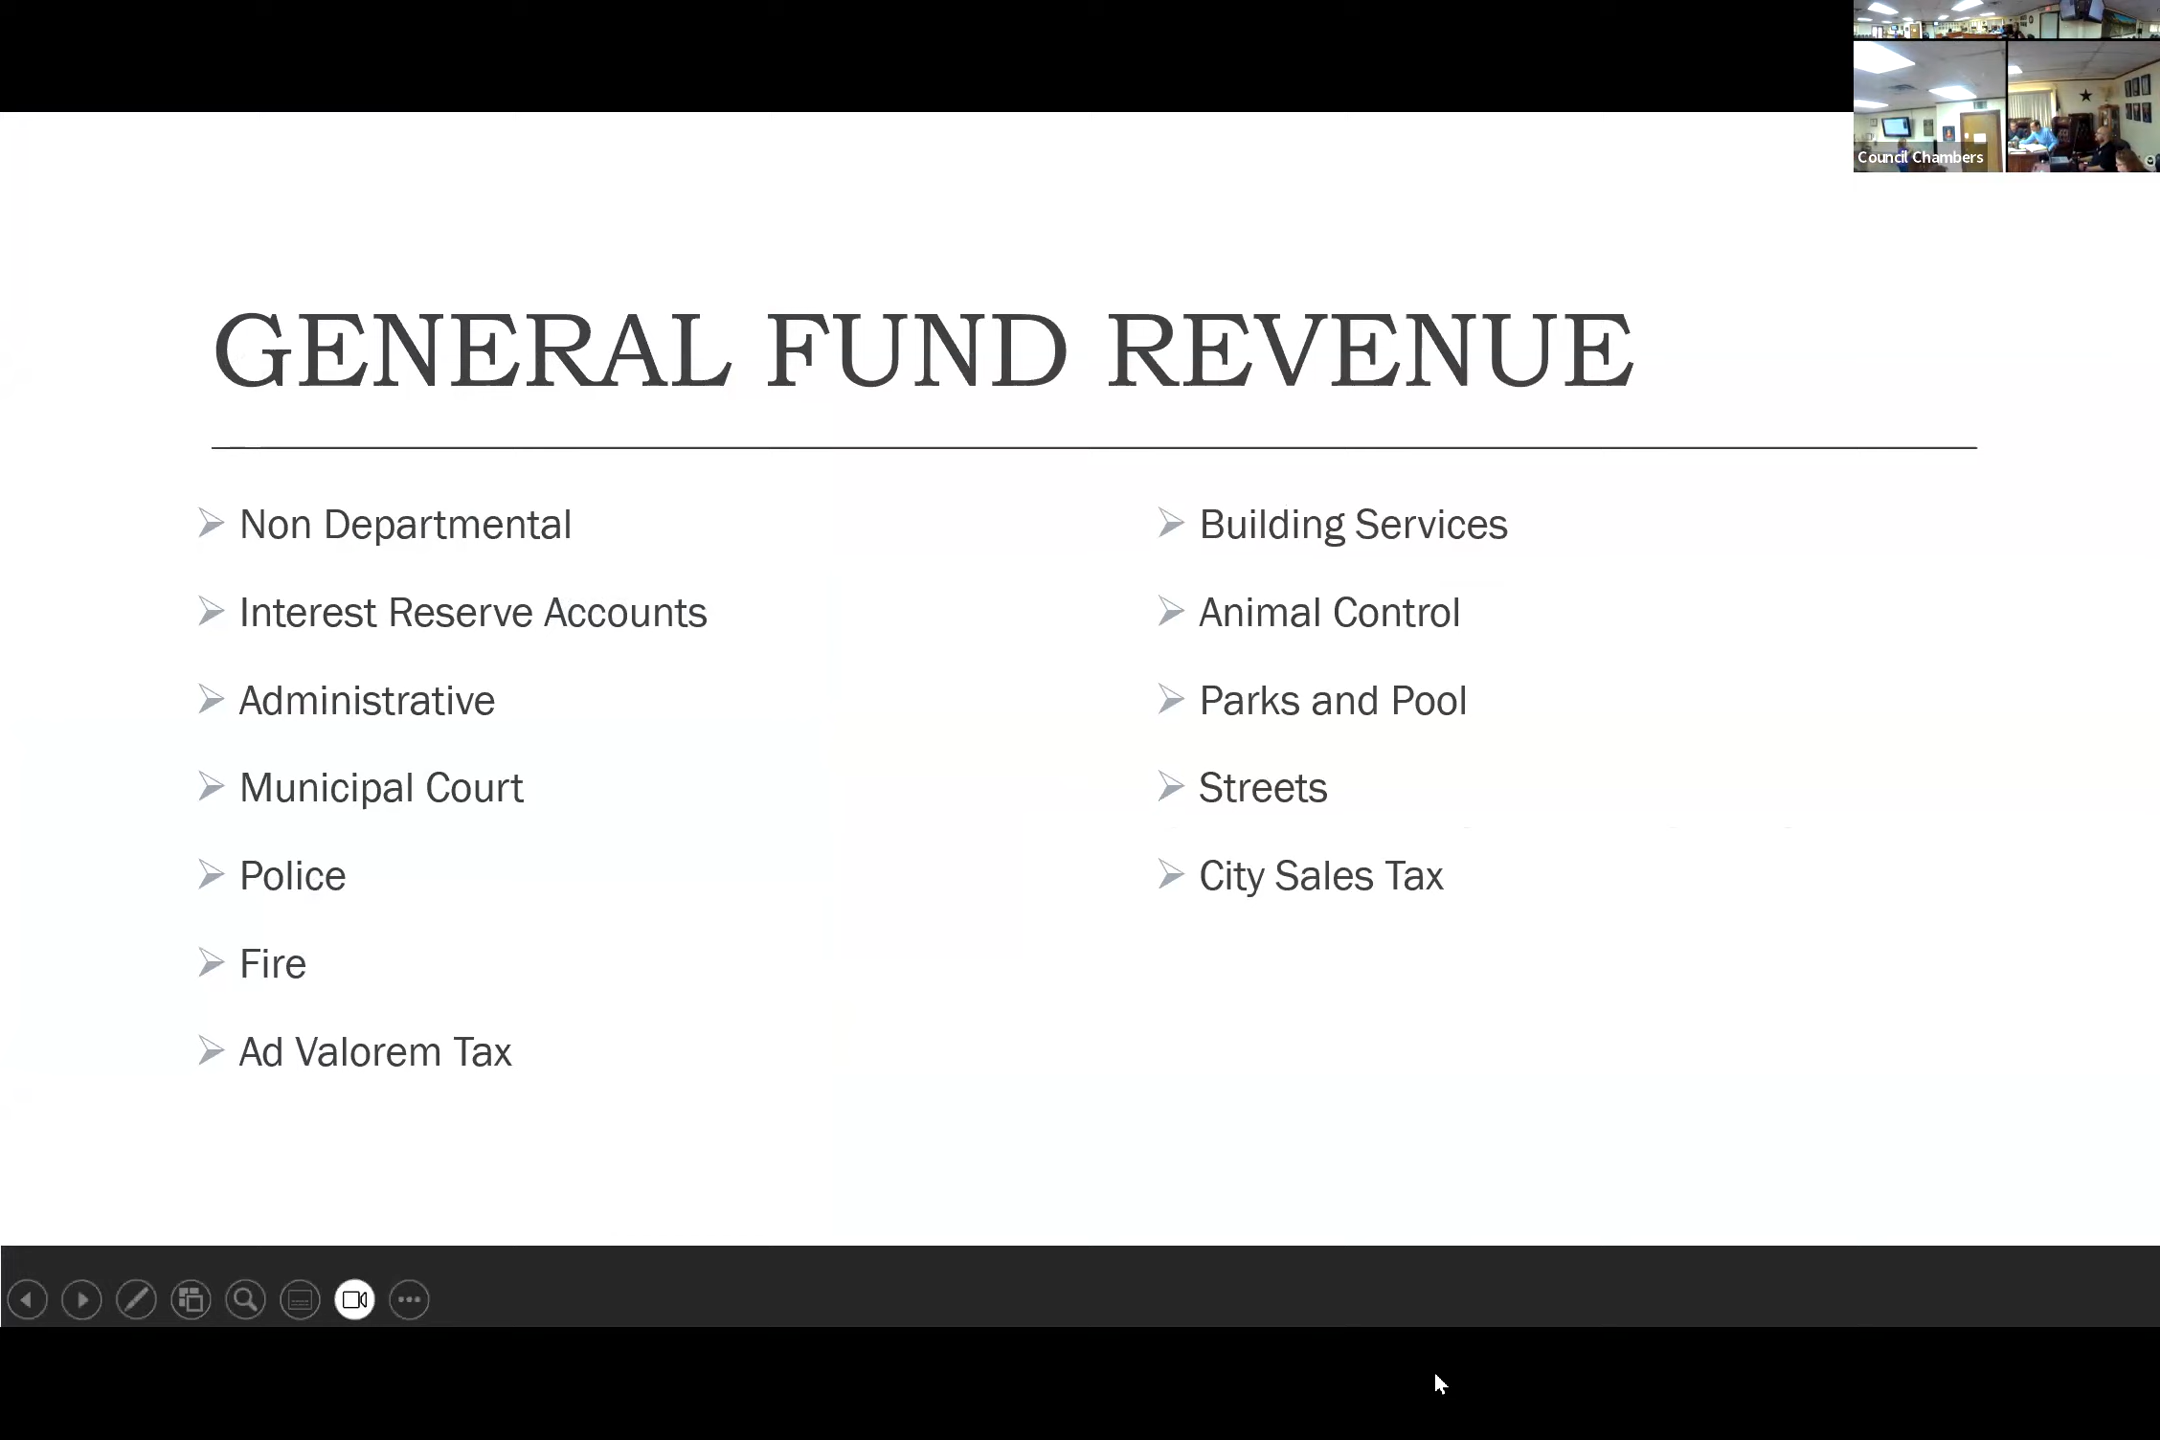 Council Chambers
GENERAL FUND REVENUE
Non Departmental
Interest Reserve Accounts
Administrative
Municipal Court
Police
Fire
Ad Valorem Tax
Building Services
Animal Control
Parks and Pool
Streets
City Sales Tax